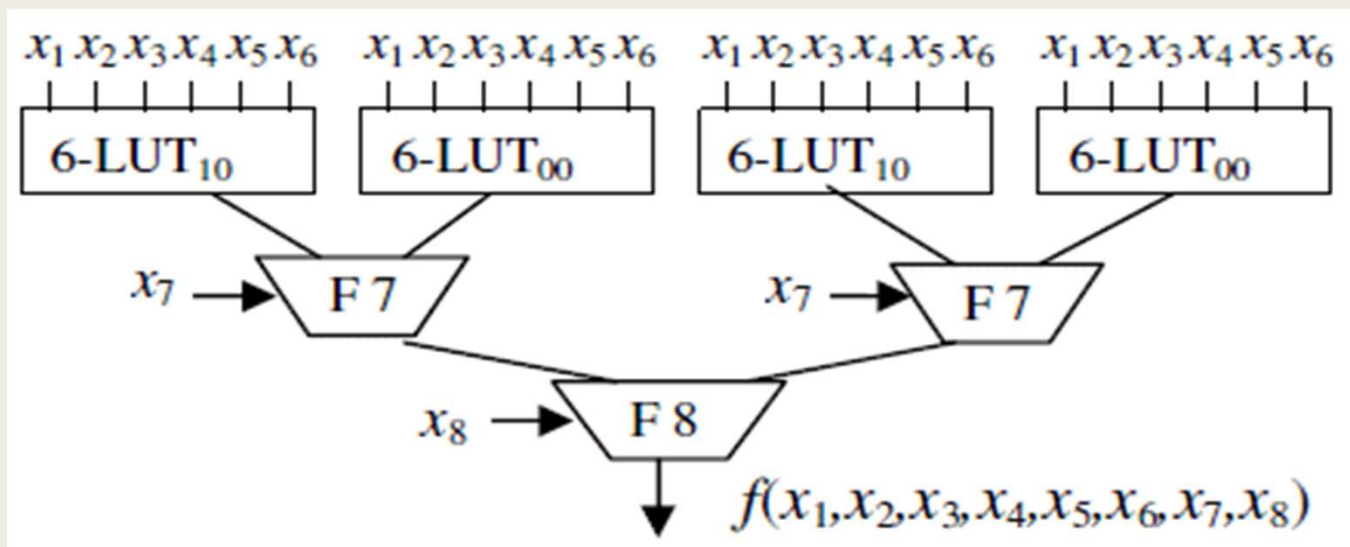 x₁ x₂ x₃ x₄ x₅ x₆ x₁ x₂ x₃ x₄ x₅ x₆ x₁ x₂ x₃ x₄ x₅ x₆ x₁ x₂ x₃ x₄ x₅ x₆
6-LUT₁₀ 6-LUT₀₀ 6-LUT₁₀ 6-LUT₀₀
x₇ F 7 x₇ F 7
x₈ F 8
f(x₁,x₂,x₃,x₄,x₅,x₆,x₇,x₈)